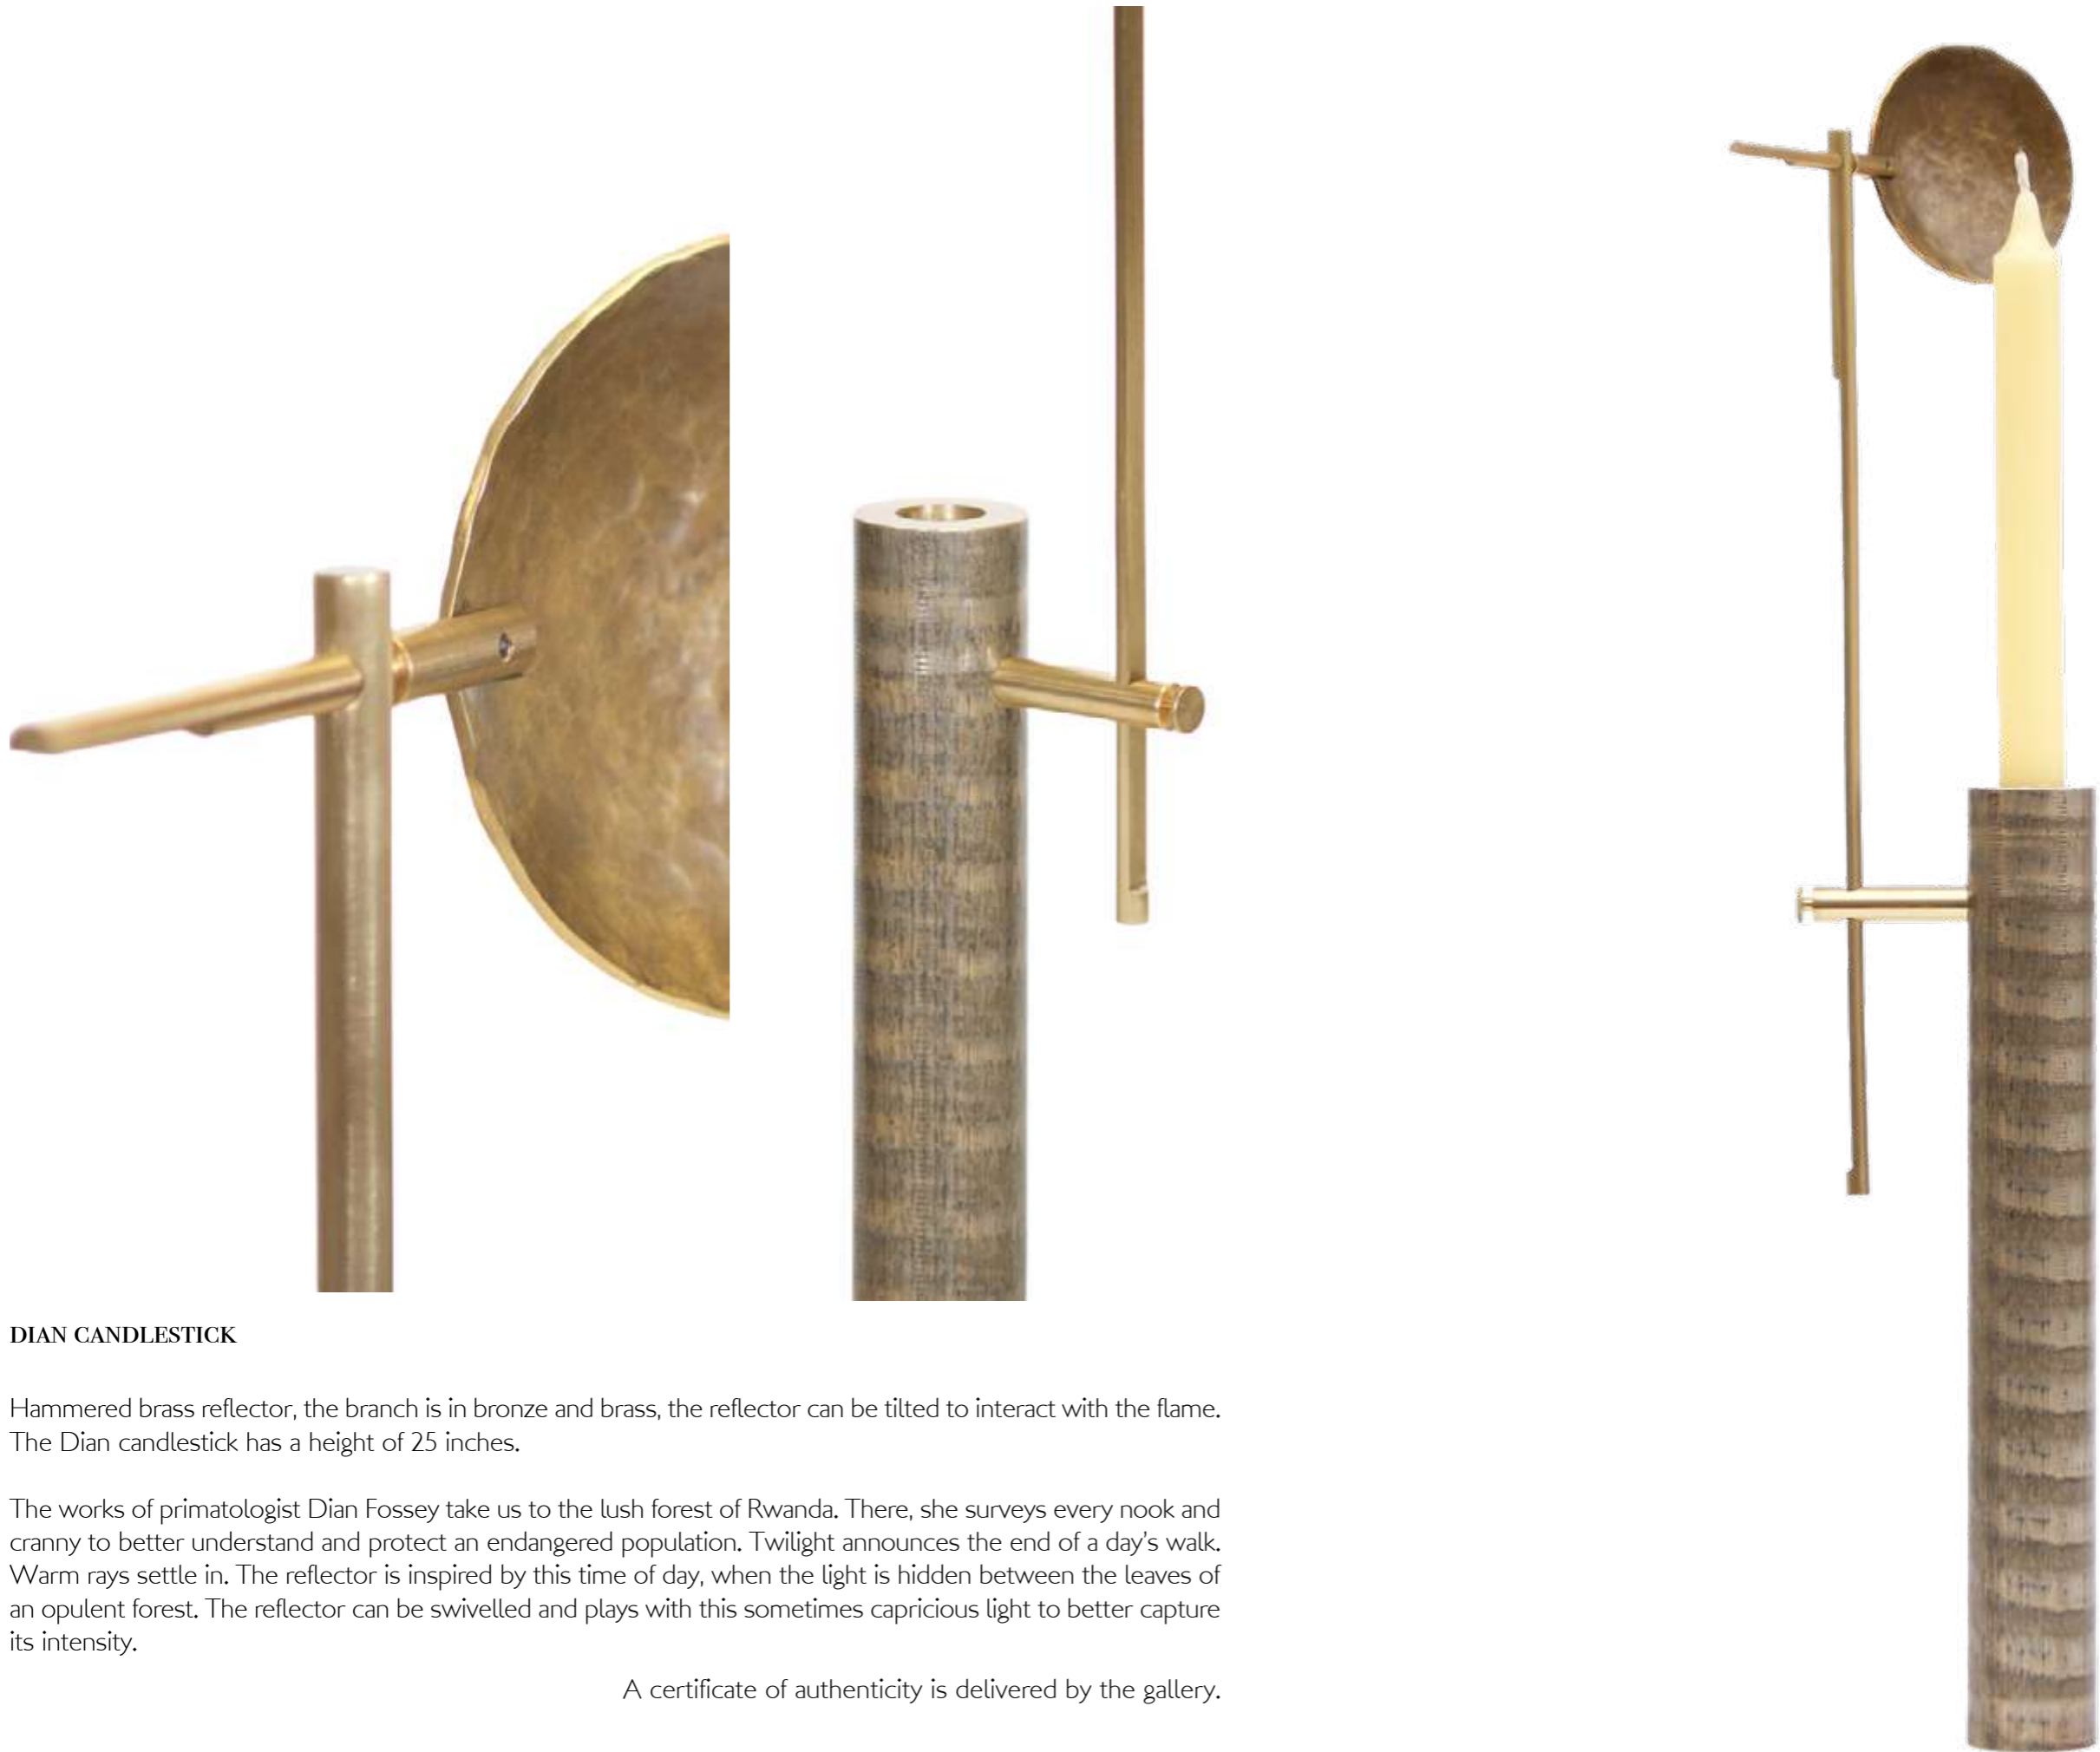 DIAN CANDLESTICK
Hammered brass reflector, the branch is in bronze and brass, the reflector can be tilted to interact with the flame.
The Dian candlestick has a height of 25 inches.
The works of primatologist Dian Fossey take us to the lush forest of Rwanda. There, she surveys every nook and
cranny to better understand and protect an endangered population. Twilight announces the end of a day's walk.
Warm rays settle in. The reflector is inspired by this time of day, when the light is hidden between the leaves of
an opulent forest. The reflector can be swivelled and plays with this sometimes capricious light to better capture
its intensity.
A certificate of authenticity is delivered by the gallery.